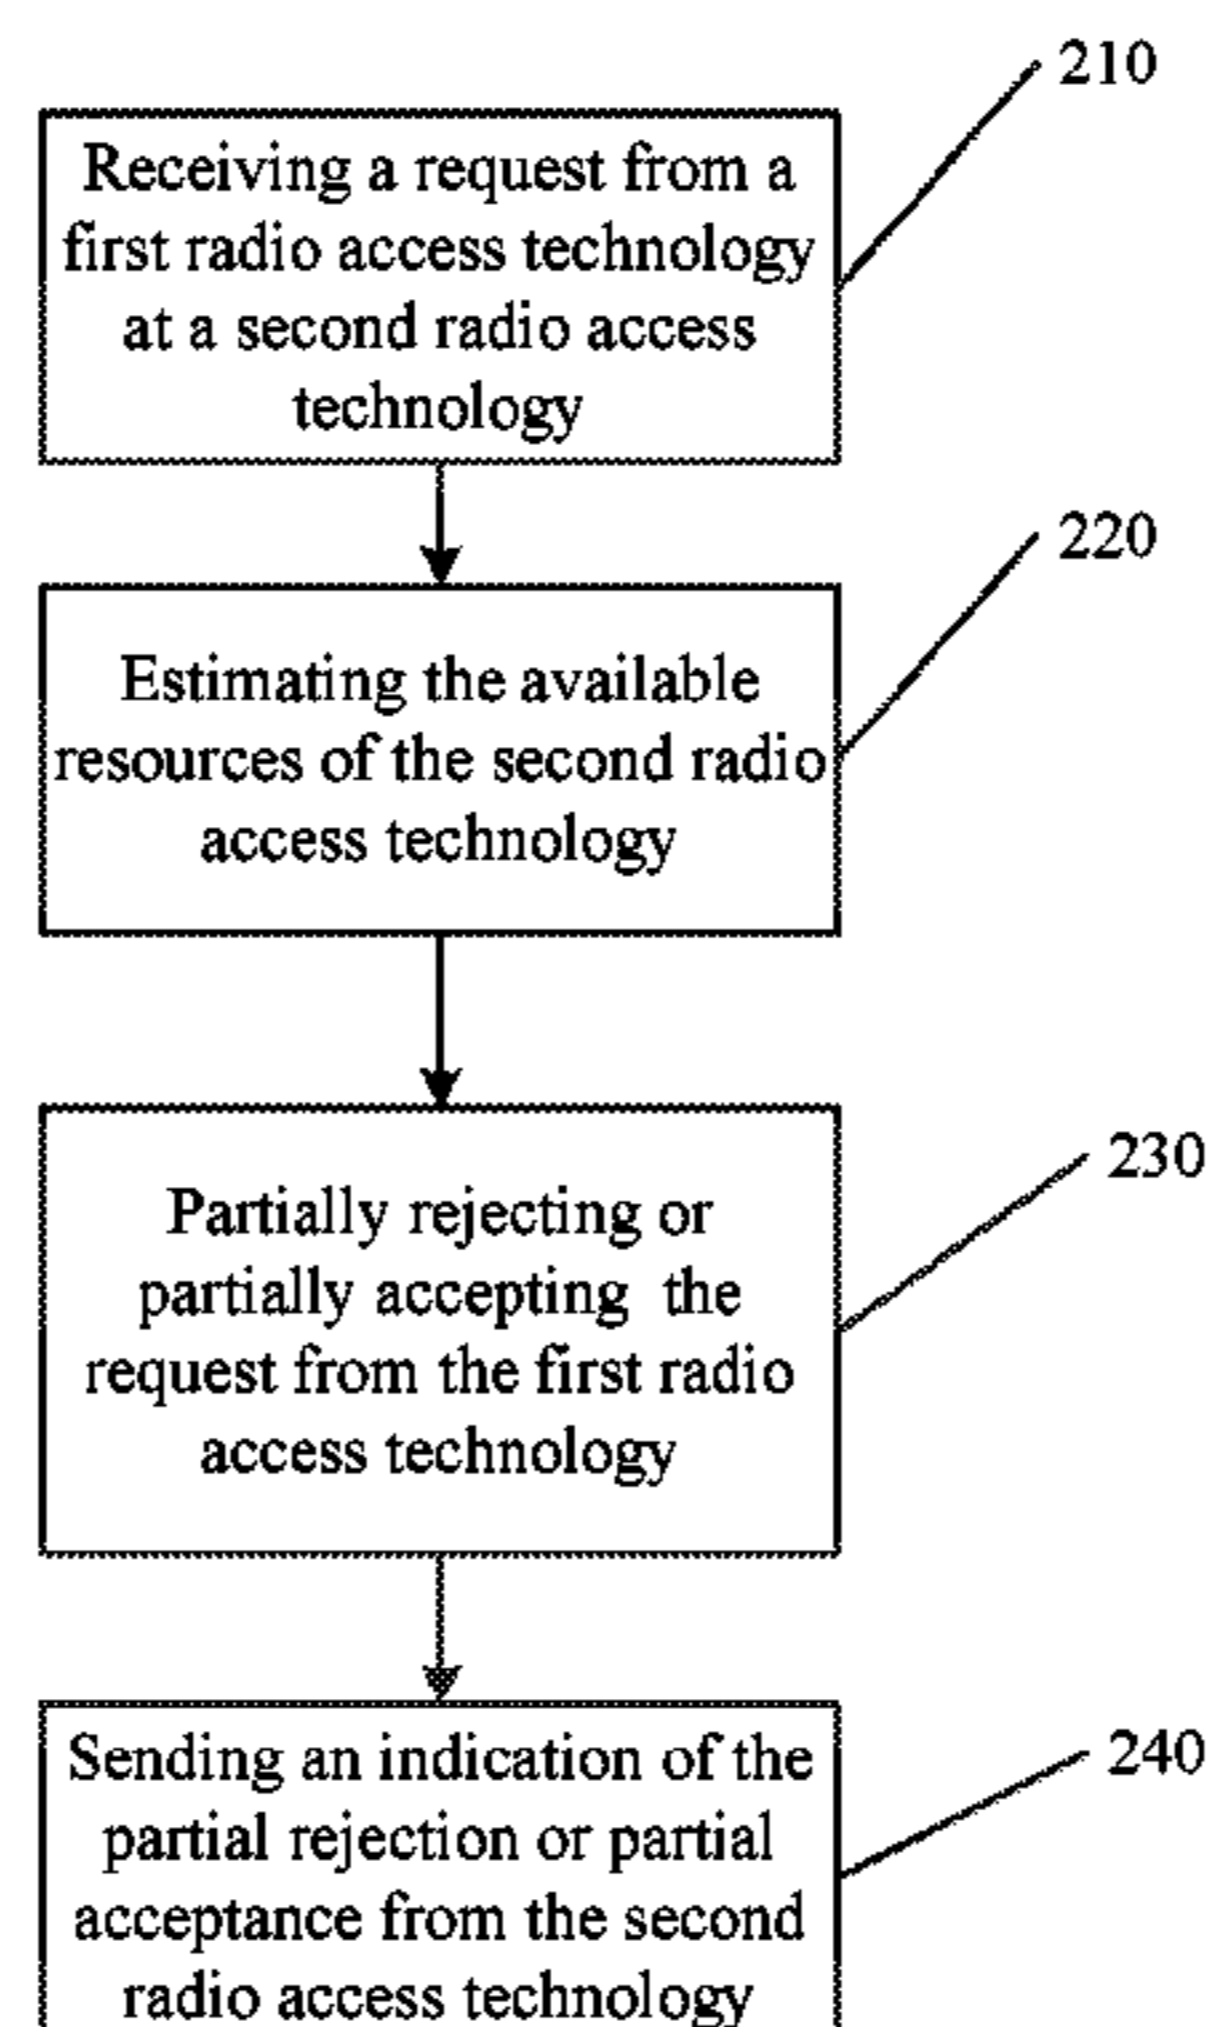 210
Receiving a request from a
first radio access technology
at a second radio access
technology
220
Estimating the available
resources of the second radio
access technology
230
Partially rejecting or
partially accepting the
request from the first radio
access technology
240
Sending an indication of the
partial rejection or partial
acceptance from the second
radio access technology